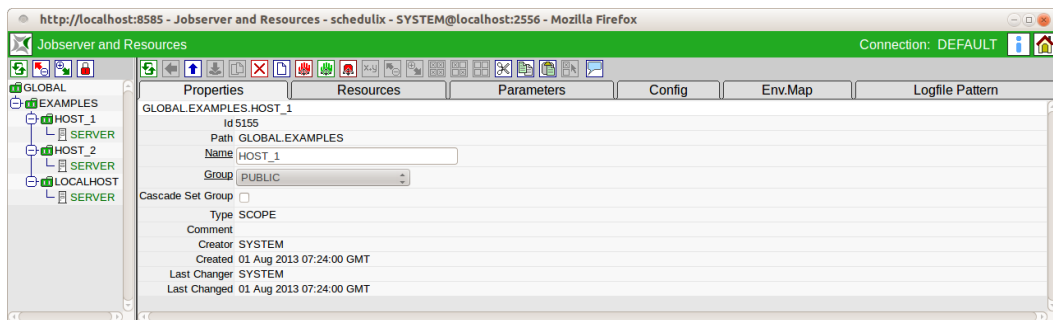 http://localhost:8585 - Jobserver and Resources - schedulix - SYSTEM@localhost:2556 - Mozilla Firefox
Jobserver and Resources
Connection: DEFAULT
GLOBAL
EXAMPLES
HOST_1
SERVER
HOST_2
SERVER
LOCALHOST
SERVER
Properties Resources Parameters Config Env.Map Logfile Pattern
GLOBAL.EXAMPLES.HOST_1
Id 5155
Path GLOBAL.EXAMPLES
Name HOST_1
Group PUBLIC
Cascade Set Group
Type SCOPE
Comment
Creator SYSTEM
Created 01 Aug 2013 07:24:00 GMT
Last Changer SYSTEM
Last Changed 01 Aug 2013 07:24:00 GMT